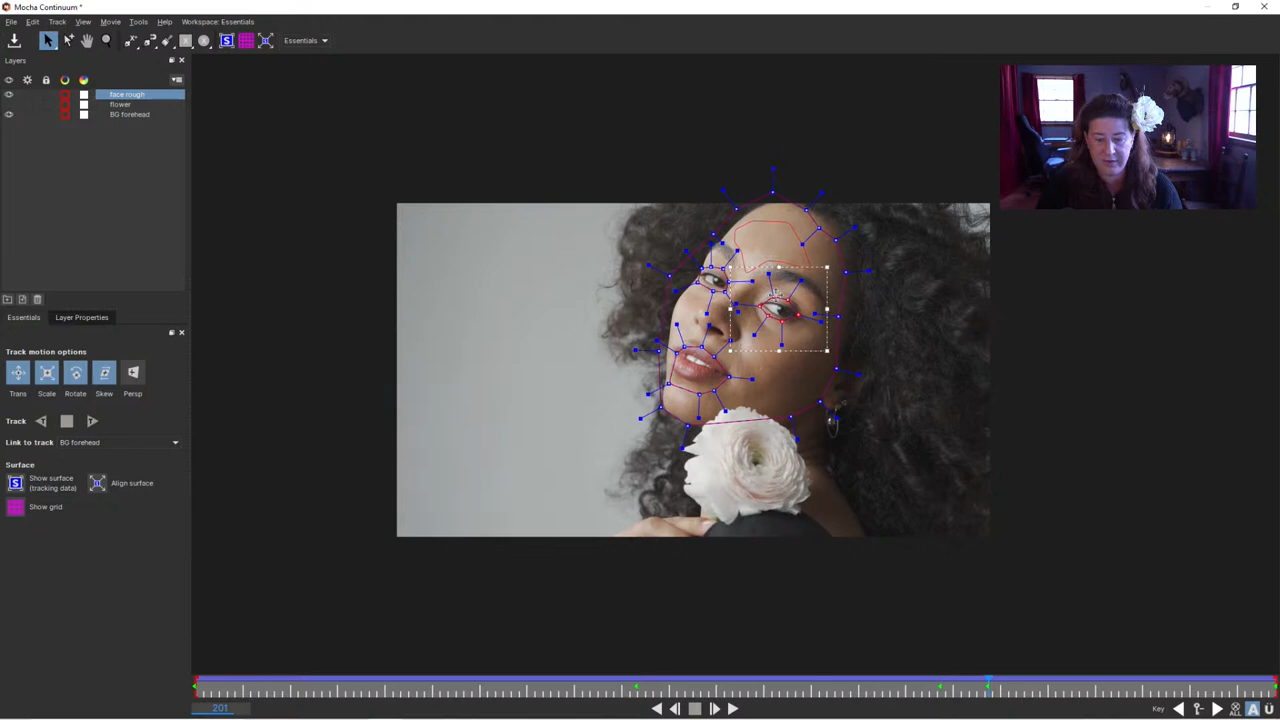 Mocha Continuum *
File Edit Track View Movie Tools Help Workspace: Essentials
S Essentials
Layers
face rough
flower
BG forehead
Essentials Layer Properties
Track motion options
Trans Scale Rotate Skew Persp
Track
Link to track BG forehead
Surface
S Show surface (tracking data) Align surface
Show grid
201 Key ALL A Ü